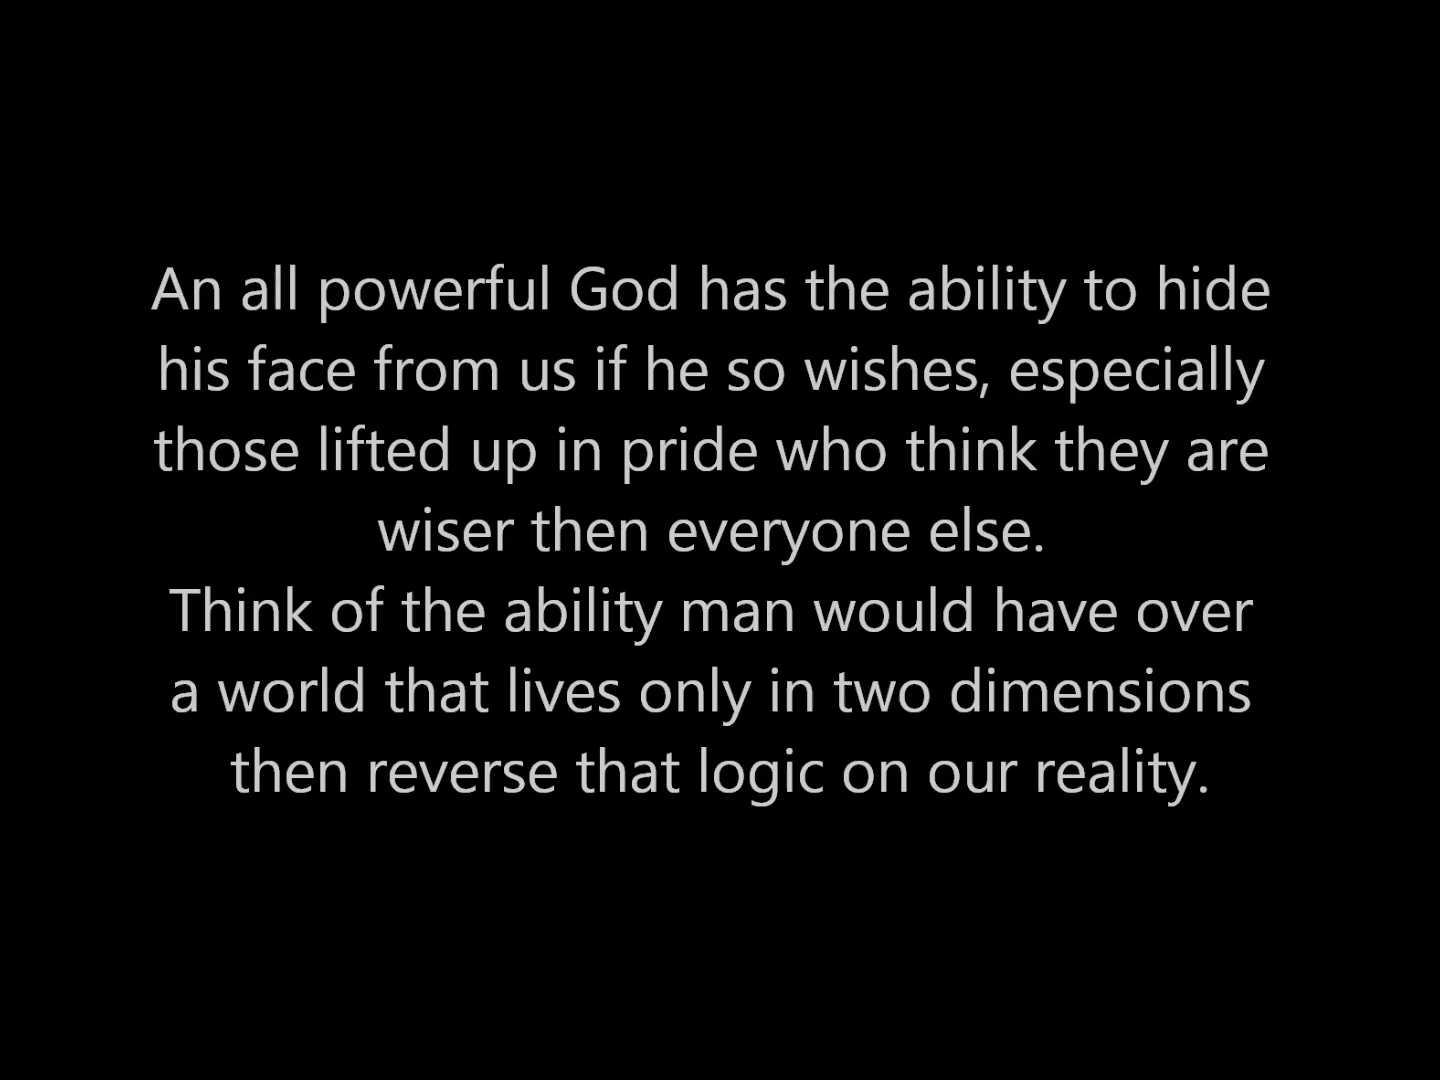 An all powerful God has the ability to hide
his face from us if he so wishes, especially
those lifted up in pride who think they are
wiser then everyone else.
Think of the ability man would have over
a world that lives only in two dimensions
then reverse that logic on our reality.